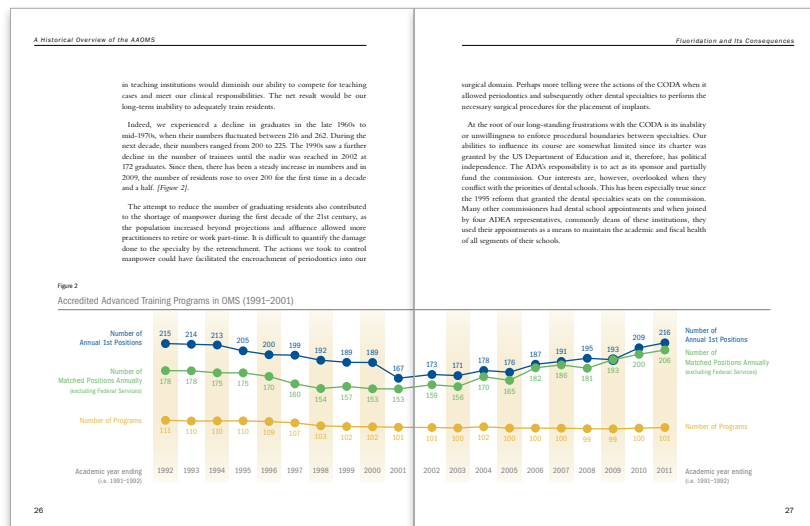 A Historical Overview of the AAOMS
in teaching institutions would diminish our ability to compete for teaching
cases and meet our clinical responsibilities. The net result would be our
long-term inability to adequately train residents.
Indeed, we experienced a decline in graduates in the late 1960s to
mid-1970s, when their numbers fluctuated between 216 and 262. During the
next decade, their numbers ranged from 200 to 225. The 1990s saw a further
decline in the number of trainees until the nadir was reached in 2002 at
172 graduates. Since then, there has been a steady increase in numbers and in
2009, the number of residents rose to over 200 for the first time in a decade
and a half. [Figure 2].
The attempt to reduce the number of graduating residents also contributed
to the shortage of manpower during the first decade of the 21st century, as
the population increased beyond projections and affluence allowed more
practitioners to retire or work part-time. It is difficult to quantify the damage
done to the specialty by the retrenchment. The actions we took to control
manpower could have facilitated the encroachment of periodontics into our
Fluoridation and Its Consequences
surgical domain. Perhaps more telling were the actions of the CODA when it
allowed periodontics and subsequently other dental specialties to perform the
necessary surgical procedures for the placement of implants.
At the root of our long-standing frustrations with the CODA is its inability
or unwillingness to enforce procedural boundaries between specialties. Our
abilities to influence its course are somewhat limited since its charter was
granted by the US Department of Education and it, therefore, has political
independence. The ADA's responsibility is to act as its sponsor and partially
fund the commission. Our interests are, however, overlooked when they
conflict with the priorities of dental schools. This has been especially true since
the 1995 reform that granted the dental specialties seats on the commission.
Many other commissioners had dental school appointments and when joined
by four ADEA representatives, commonly deans of these institutions, they
used their appointments as a means to maintain the academic and fiscal health
of all segments of their schools.
Figure 2
Accredited Advanced Training Programs in OMS (1991–2001)
Number of
Annual 1st Positions
215 214 213 205 200 199 192 189 189 167 173 171 178 176 187 191 195 193 209 216
Number of
Annual 1st Positions
Number of
Matched Positions Annually
(excluding Federal Services)
178 178 175 175 170 160 154 157 153 153 159 156 170 165 182 186 181 193 200 206
Number of
Matched Positions Annually
(excluding Federal Services)
Number of Programs
111 110 110 110 109 107 103 102 102 101 101 100 102 100 100 100 99 99 100 101
Number of Programs
Academic year ending
(i.e. 1991–1992)
1992 1993 1994 1995 1996 1997 1998 1999 2000 2001 2002 2003 2004 2005 2006 2007 2008 2009 2010 2011
Academic year ending
(i.e. 1991–1992)
26
27